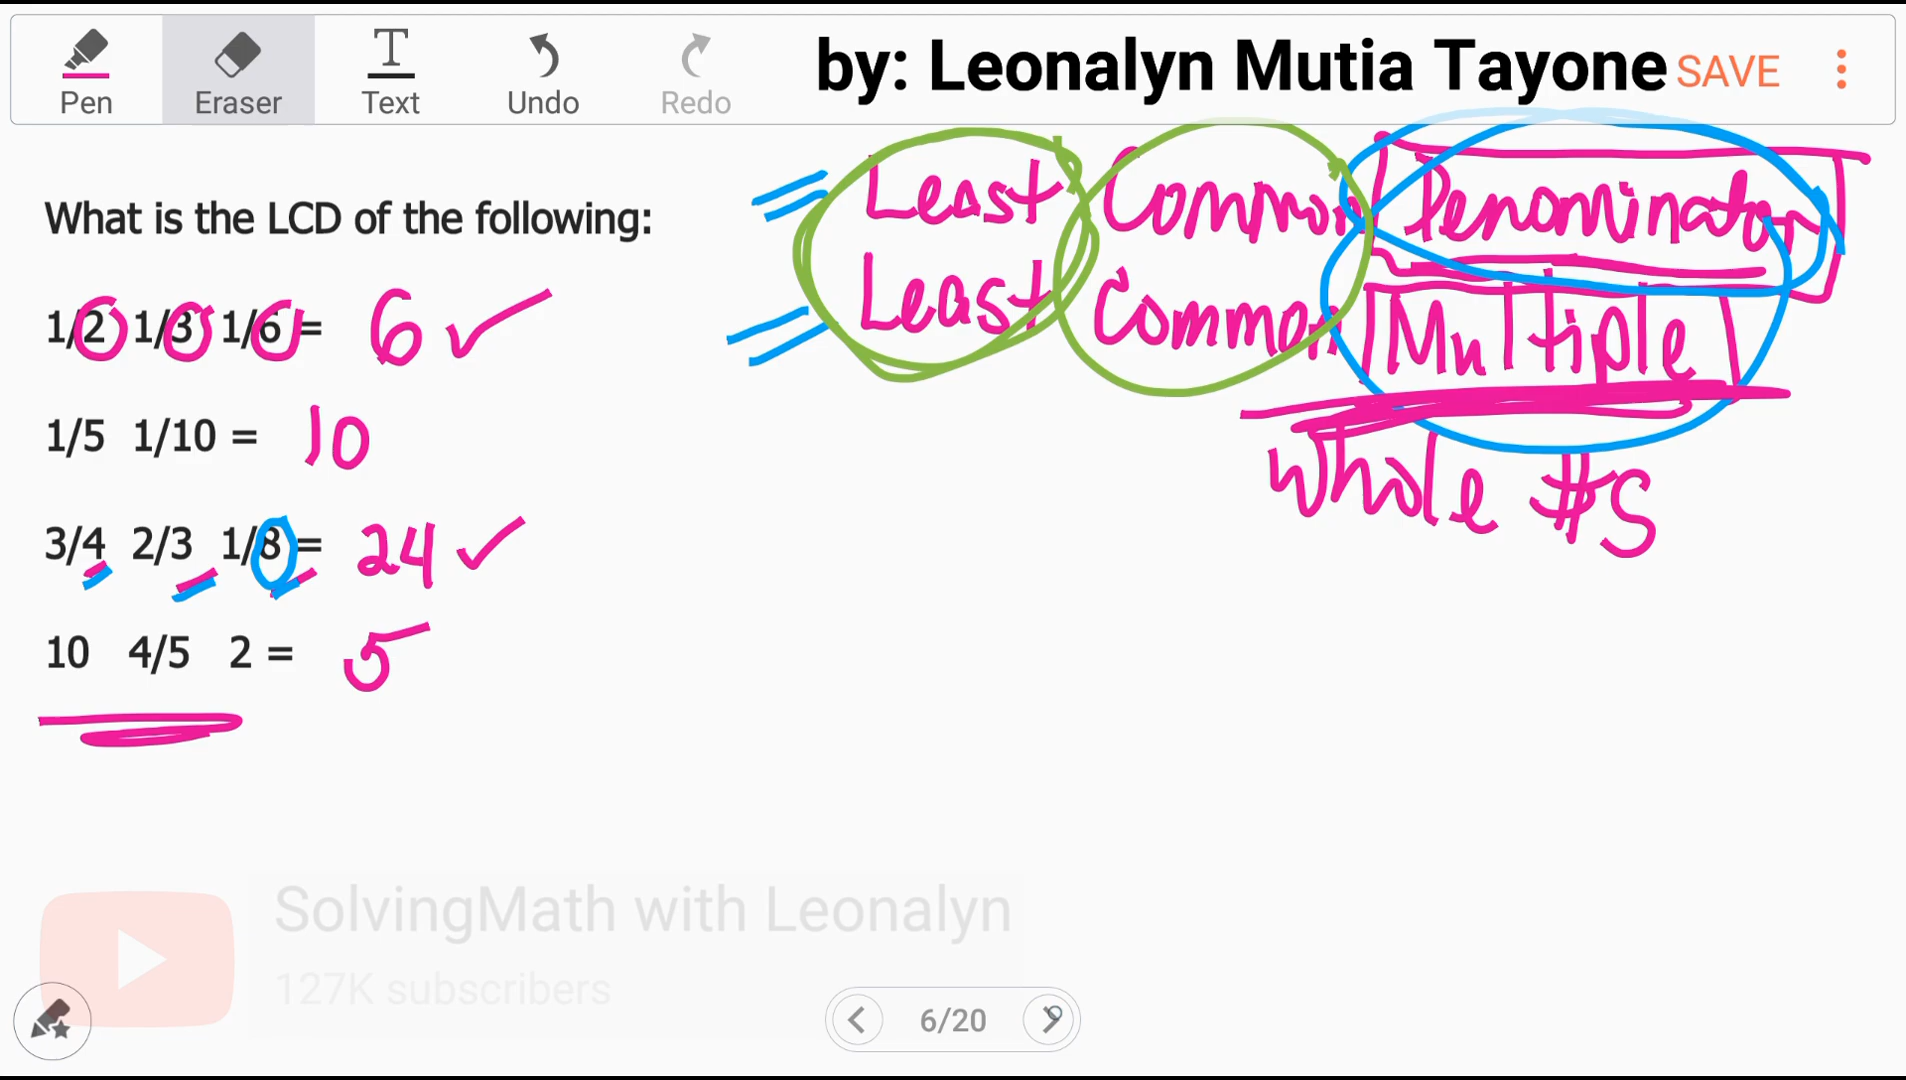 Pen
Eraser
Text
Undo
Redo
by: Leonalyn Mutia Tayone
SAVE
What is the LCD of the following:
1/2 1/3 1/6 = 6 ✓
1/5 1/10 = 10
3/4 2/3 1/8 = 24 ✓
10 4/5 2 = 5
Least Common Denominator
Least Common Multiple
Whole #s
SolvingMath with Leonalyn
127K subscribers
6/20